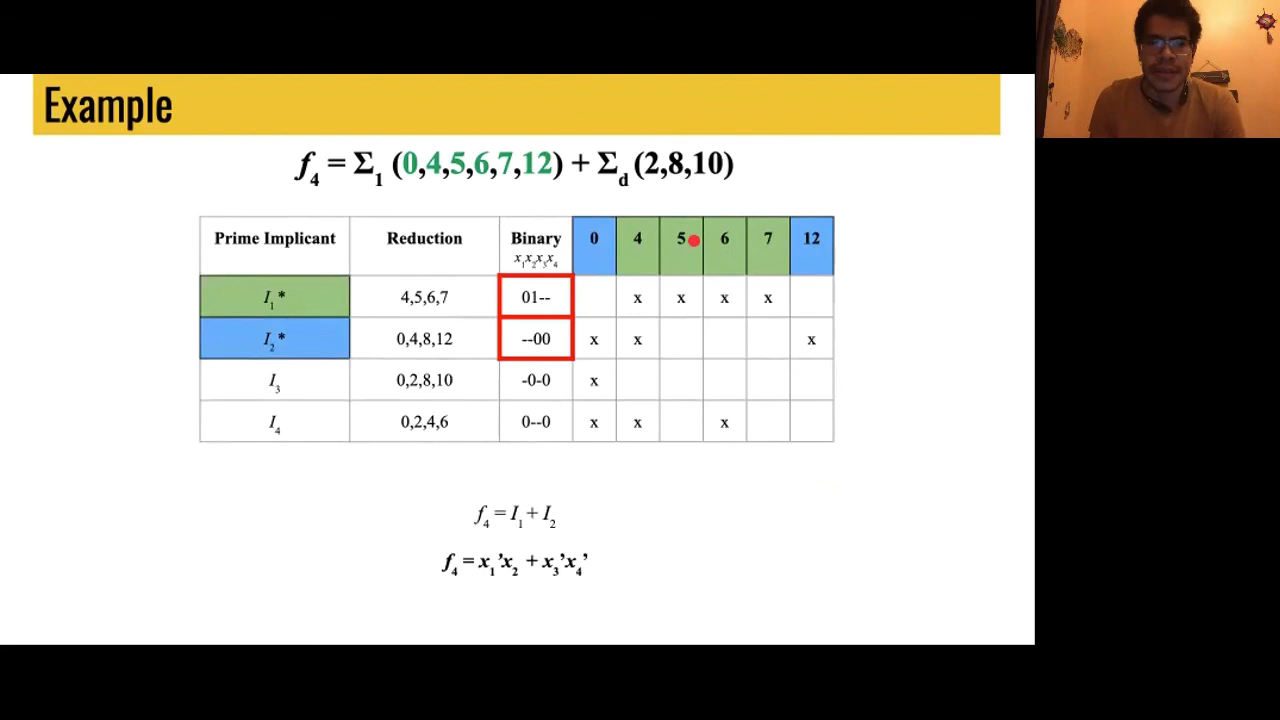 Example
f₄ = Σ₁ (0,4,5,6,7,12) + Σd (2,8,10)
Prime Implicant Reduction Binary x₁x₂x₃x₄ 0 4 5 6 7 12
I₁* 4,5,6,7 01-- x x x x
I₂* 0,4,8,12 --00 x x x
I₃ 0,2,8,10 -0-0 x
I₄ 0,2,4,6 0--0 x x x
f₄ = I₁ + I₂
f₄ = x₁’x₂ + x₃’x₄’